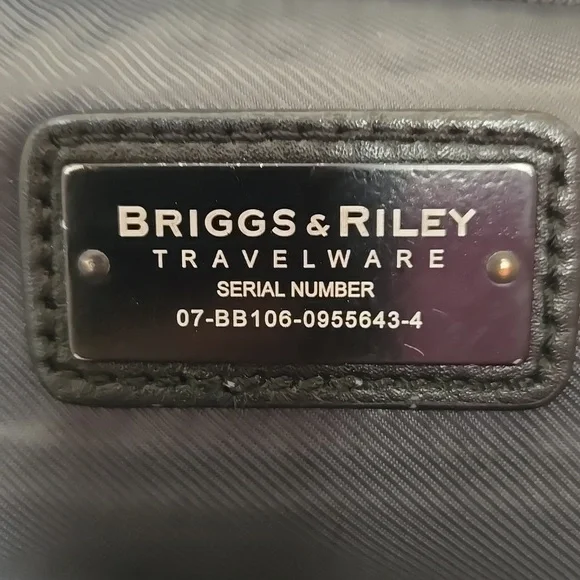 BRIGGS & RILEY
TRAVELWARE
SERIAL NUMBER
07-BB106-0955643-4